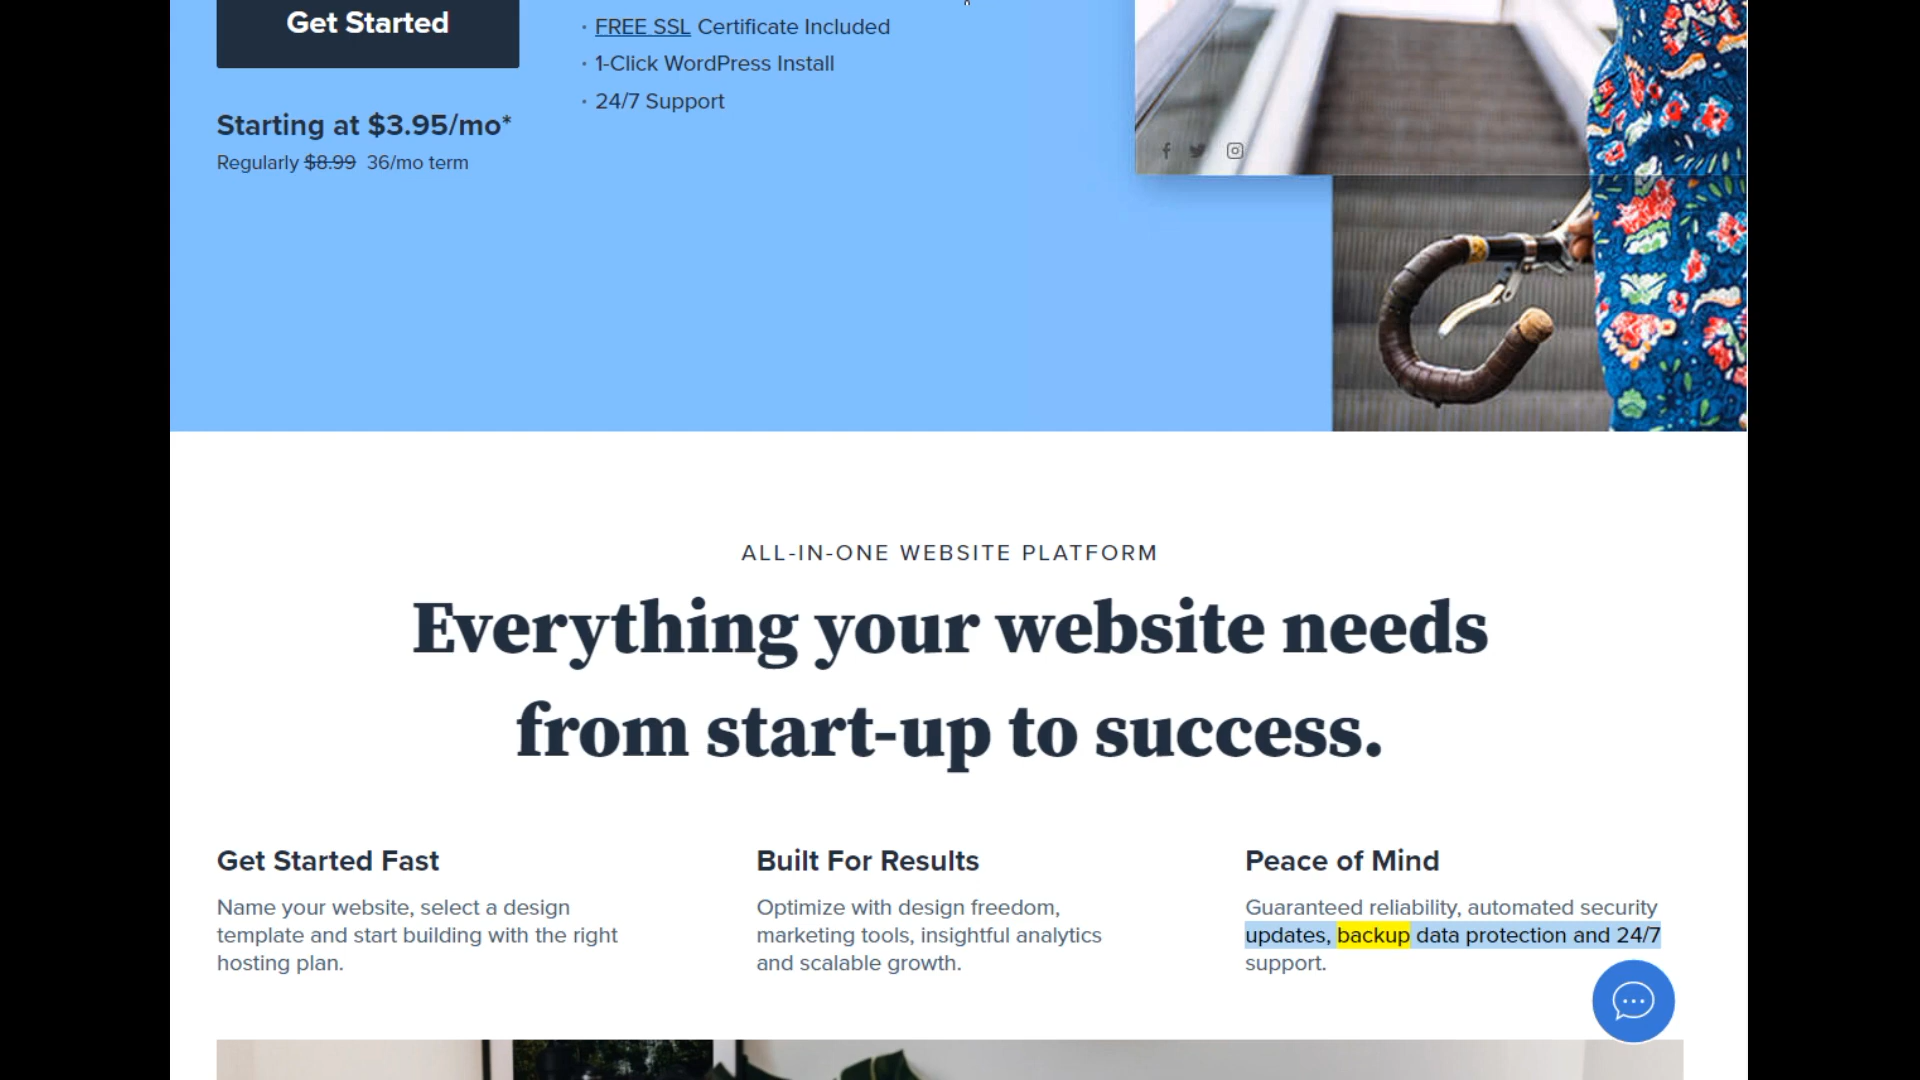 Get Started
Starting at $3.95/mo*
Regularly $8.99 36/mo term
· FREE SSL Certificate Included
· 1-Click WordPress Install
· 24/7 Support
ALL-IN-ONE WEBSITE PLATFORM
Everything your website needs
from start-up to success.
Get Started Fast
Name your website, select a design
template and start building with the right
hosting plan.
Built For Results
Optimize with design freedom,
marketing tools, insightful analytics
and scalable growth.
Peace of Mind
Guaranteed reliability, automated security
updates, backup data protection and 24/7
support.